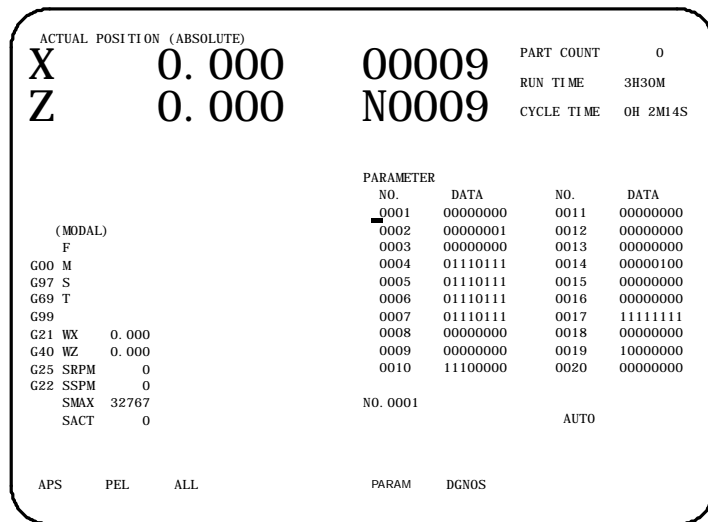 ACTUAL POSITION (ABSOLUTE)
X 0. 000 00009 PART COUNT 0
RUN TIME 3H30M
Z 0. 000 N0009 CYCLE TIME 0H 2M14S
PARAMETER
NO. DATA NO. DATA
0001 00000000 0011 00000000
(MODAL) 0002 00000001 0012 00000000
F 0003 00000000 0013 00000000
G00 M 0004 01110111 0014 00000100
G97 S 0005 01110111 0015 00000000
G69 T 0006 01110111 0016 00000000
G99 0007 01110111 0017 11111111
G21 WX 0. 000 0008 00000000 0018 00000000
G40 WZ 0. 000 0009 00000000 0019 10000000
G25 SRPM 0 0010 11100000 0020 00000000
G22 SSPM 0
SMAX 32767 NO. 0001
SACT 0 AUTO
APS PEL ALL PARAM DGNOS